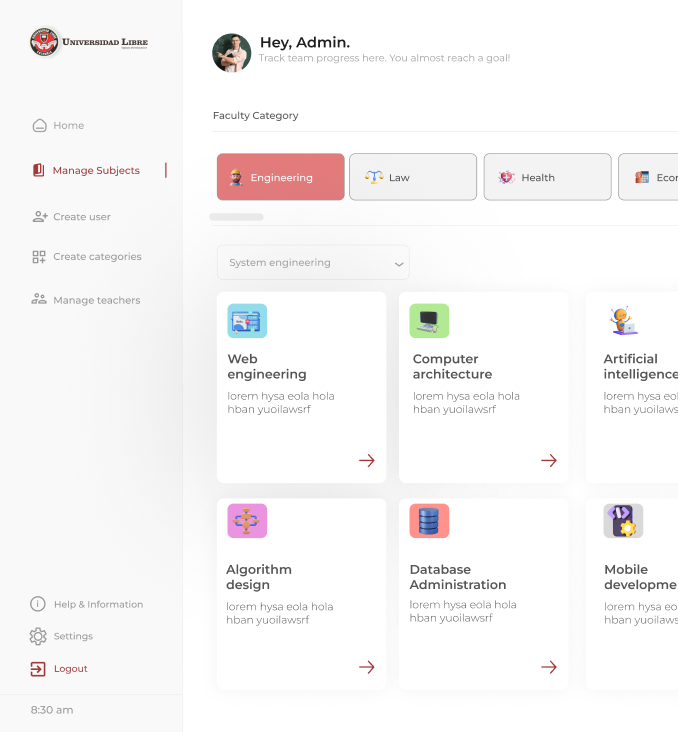 UNIVERSIDAD LIBRE
Hey, Admin.
Track team progress here. You almost reach a goal!
Home
Manage Subjects
Create user
Create categories
Manage teachers
Help & Information
Settings
Logout
8:30 am
Faculty Category
Engineering
Law
Health
Econ
System engineering
Web
engineering
lorem hysa eola hola
hban yuoilawsrf
Computer
architecture
lorem hysa eola hola
hban yuoilawsrf
Artificial
intelligence
lorem hysa eol
hban yuoilaws
Algorithm
design
lorem hysa eola hola
hban yuoilawsrf
Database
Administration
lorem hysa eola hola
hban yuoilawsrf
Mobile
developme
lorem hysa eo
hban yuoilaws